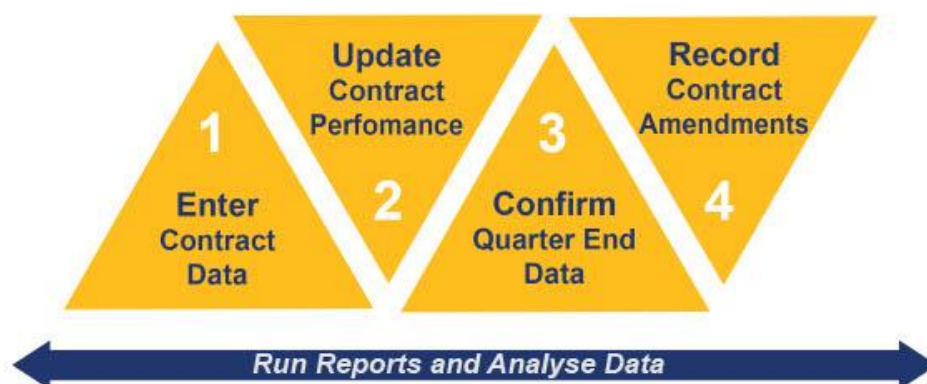 1
Enter
Contract
Data
Update
Contract
Perfomance
2
3
Confirm
Quarter End
Data
Record
Contract
Amendments
4
Run Reports and Analyse Data